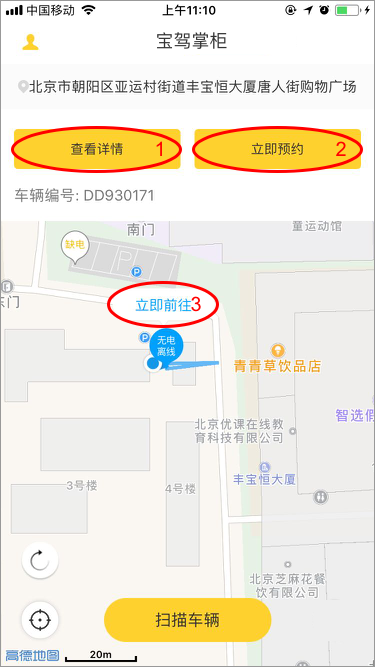 中国移动
上午11:10
宝驾掌柜
北京市朝阳区亚运村街道丰宝恒大厦唐人街购物广场
查看详情 1
立即预约 2
车辆编号: DD930171
南门
童运动馆
缺电
P
P
东门
立即前往3
P
无电
离线
青青草饮品店
智选假
北京优课在线教
育科技有限公司
丰宝恒大厦
3号楼
4号楼
北京芝麻花餐
饮有限公司
扫描车辆
高德地图
20m